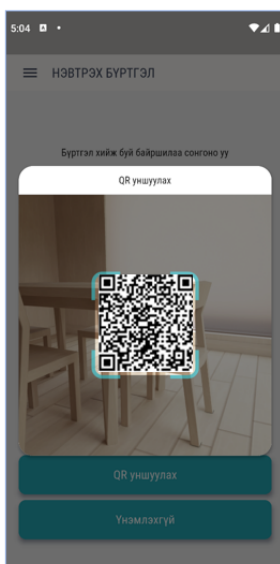 5:04
НЭВТРЭХ БҮРТГЭЛ
Бүртгэл хийж буй байршилаа сонгоно уу
QR уншуулах
QR уншуулах
Үнэмлэхгүй